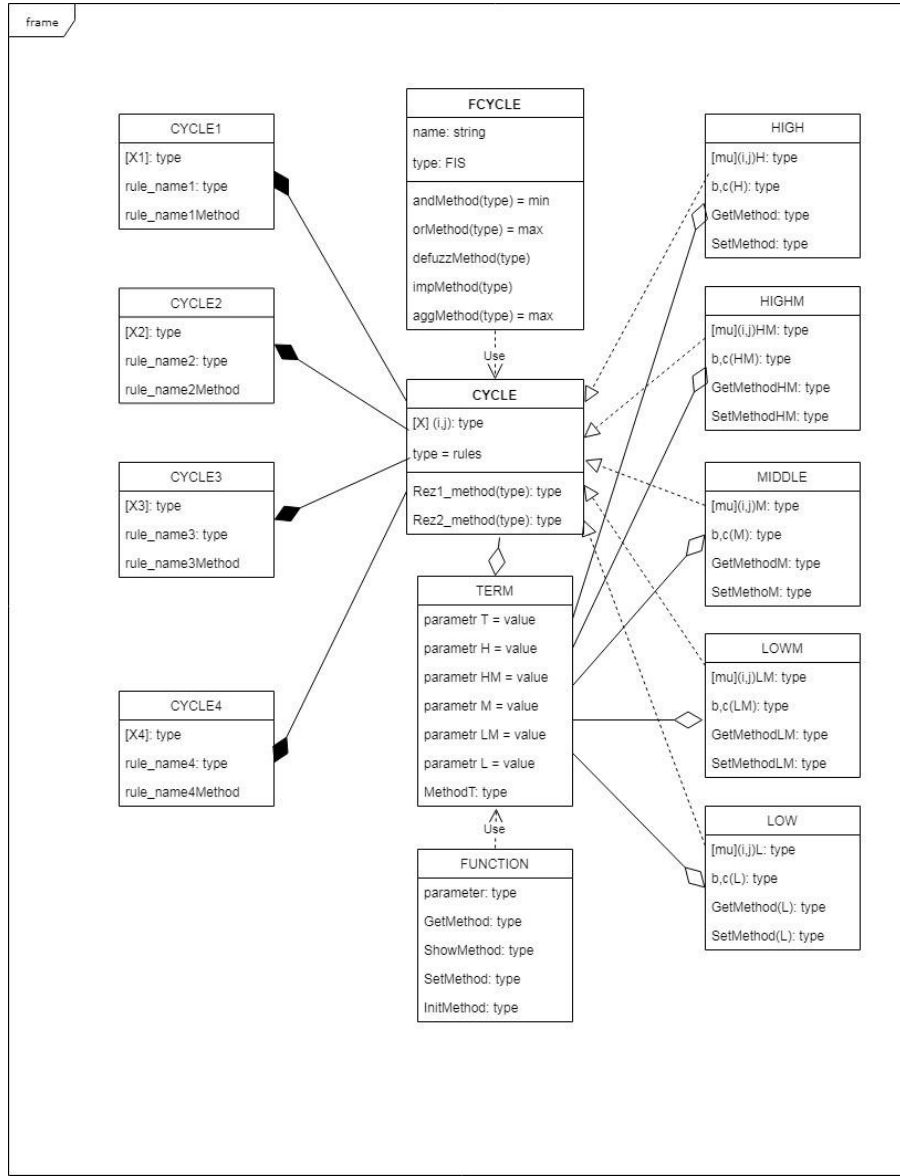 frame
CYCLE1
[X1]: type
rule_name1: type
rule_name1Method
CYCLE2
[X2]: type
rule_name2: type
rule_name2Method
CYCLE3
[X3]: type
rule_name3: type
rule_name3Method
CYCLE4
[X4]: type
rule_name4: type
rule_name4Method
FCYCLE
name: string
type: FIS
andMethod(type) = min
orMethod(type) = max
defuzzMethod(type)
impMethod(type)
aggMethod(type) = max
Use
CYCLE
[X] (i,j): type
type = rules
Rez1_method(type): type
Rez2_method(type): type
TERM
parametr T = value
parametr H = value
parametr HM = value
parametr M = value
parametr LM = value
parametr L = value
MethodT: type
Use
FUNCTION
parameter: type
GetMethod: type
ShowMethod: type
SetMethod: type
InitMethod: type
HIGH
[mu](i,j)H: type
b,c(H): type
GetMethod: type
SetMethod: type
HIGHM
[mu](i,j)HM: type
b,c(HM): type
GetMethodHM: type
SetMethodHM: type
MIDDLE
[mu](i,j)M: type
b,c(M): type
GetMethodM: type
SetMethoM: type
LOWM
[mu](i,j)LM: type
b,c(LM): type
GetMethodLM: type
SetMethodLM: type
LOW
[mu](i,j)L: type
b,c(L): type
GetMethod(L): type
SetMethod(L): type